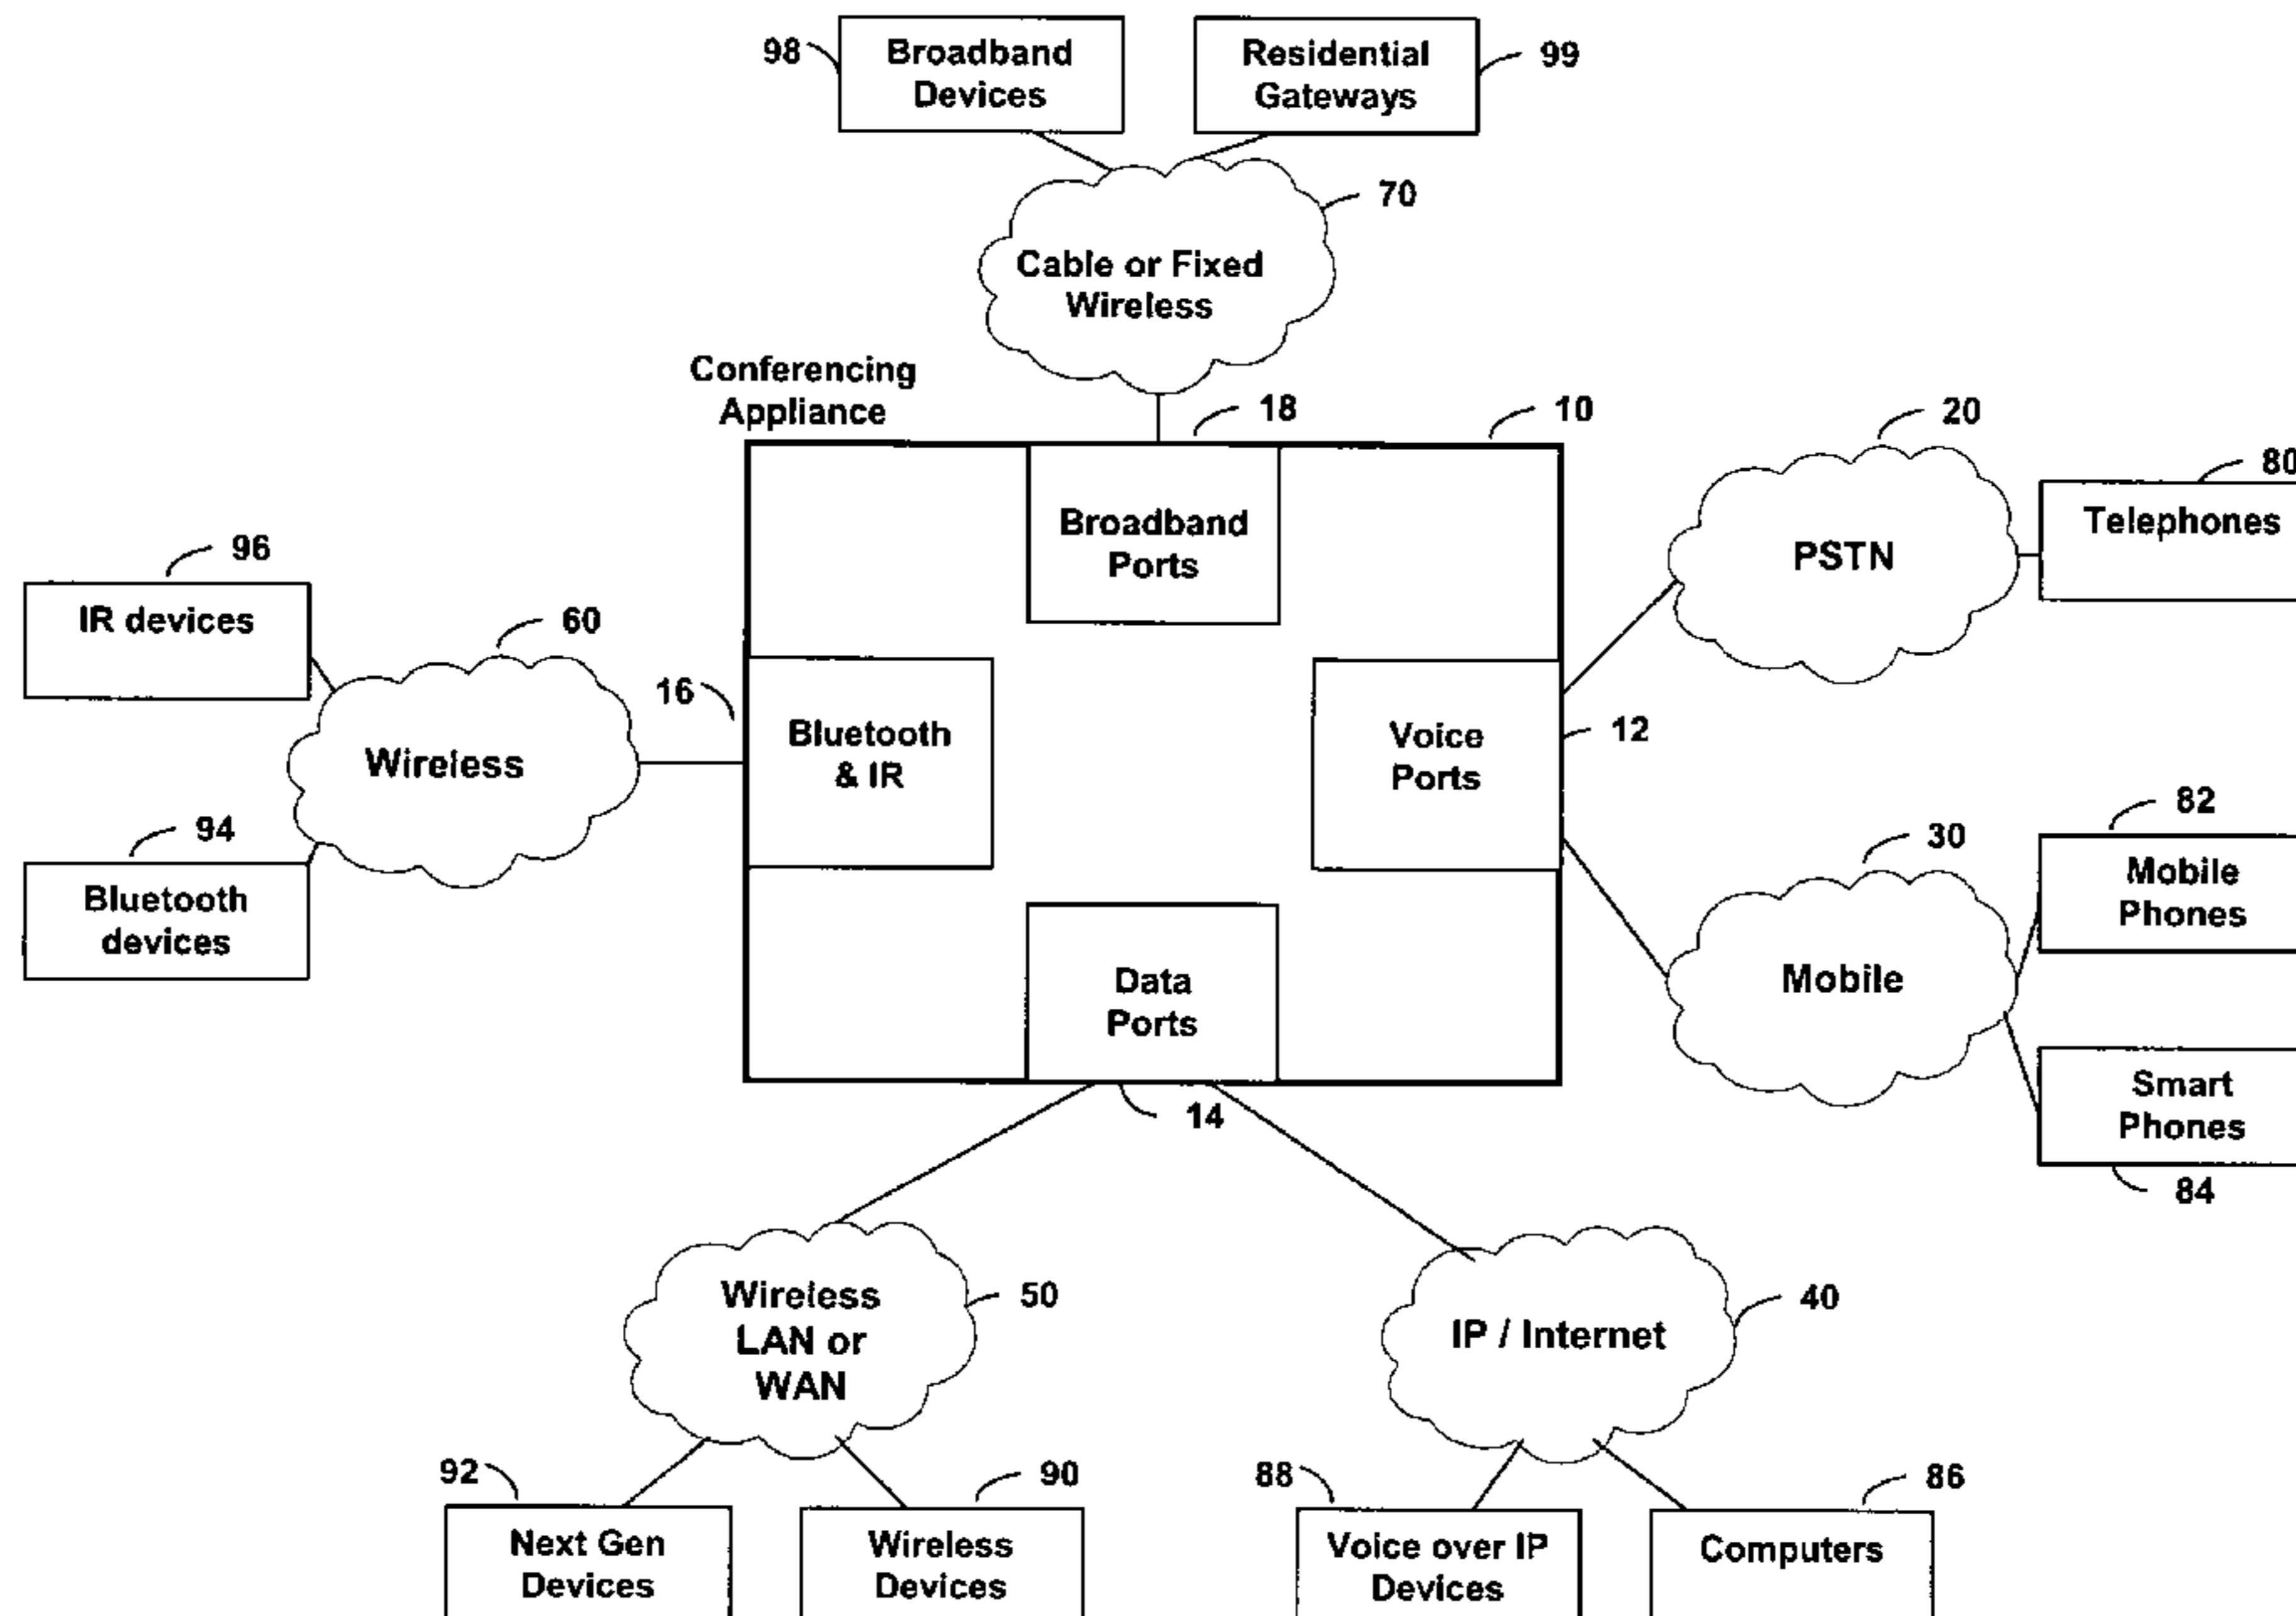 98
Broadband
Devices
Residential
Gateways
99
70
Cable or Fixed
Wireless
Conferencing
Appliance
18
10
20
80
Broadband
Ports
PSTN
Telephones
96
IR devices
60
16
Wireless
Bluetooth
& IR
Voice
Ports
12
94
Bluetooth
devices
30
82
Mobile
Phones
Mobile
Data
Ports
14
Smart
Phones
84
Wireless
LAN or
WAN
50
IP / Internet
40
92
90
88
86
Next Gen
Devices
Wireless
Devices
Voice over IP
Devices
Computers